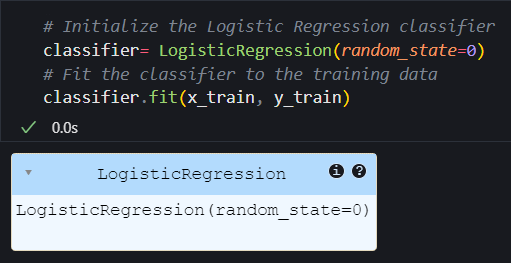 # Initialize the Logistic Regression classifier
classifier= LogisticRegression(random_state=0)
# Fit the classifier to the training data
classifier.fit(x_train, y_train)
✓ 0.0s
▼ LogisticRegression i ?
LogisticRegression(random_state=0)